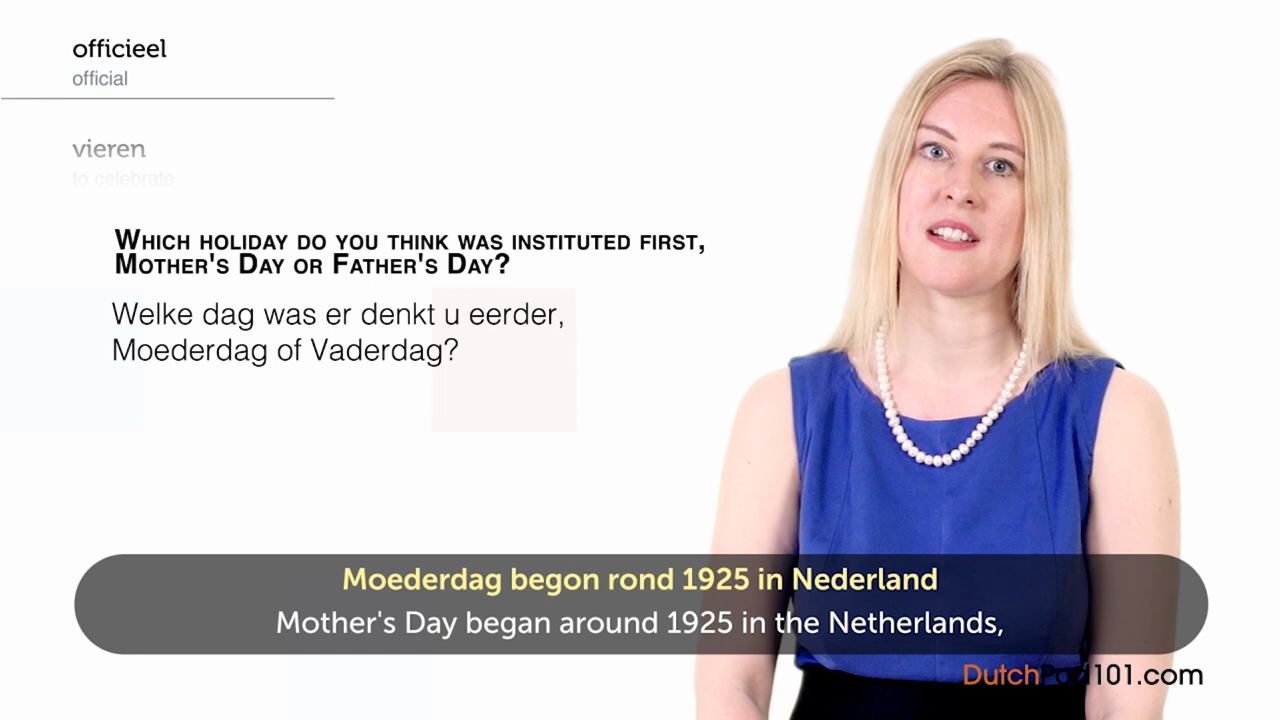 officieel
official
vieren
to celebrate
Which holiday do you think was instituted first,
Mother's Day or Father's Day?
Welke dag was er denkt u eerder,
Moederdag of Vaderdag?
Moederdag begon rond 1925 in Nederland
Mother's Day began around 1925 in the Netherlands,
DutchPod101.com